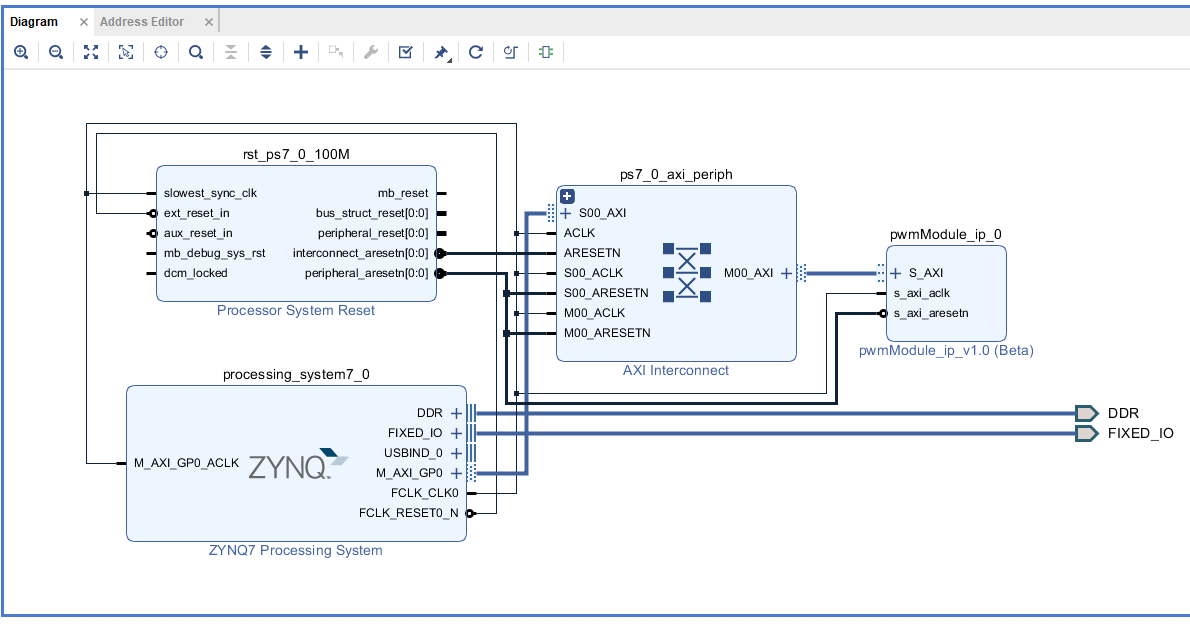 Diagram
Address Editor
rst_ps7_0_100M
slowest_sync_clk
mb_reset
ext_reset_in
bus_struct_reset[0:0]
aux_reset_in
peripheral_reset[0:0]
mb_debug_sys_rst
interconnect_aresetn[0:0]
dcm_locked
peripheral_aresetn[0:0]
Processor System Reset
ps7_0_axi_periph
S00_AXI
ACLK
ARESETN
S00_ACLK
M00_AXI
S00_ARESETN
M00_ACLK
M00_ARESETN
AXI Interconnect
pwmModule_ip_0
S_AXI
s_axi_aclk
s_axi_aresetn
pwmModule_ip_v1.0 (Beta)
processing_system7_0
DDR
FIXED_IO
USBIND_0
M_AXI_GP0_ACLK
ZYNQ
M_AXI_GP0
FCLK_CLK0
FCLK_RESET0_N
ZYNQ7 Processing System
DDR
FIXED_IO